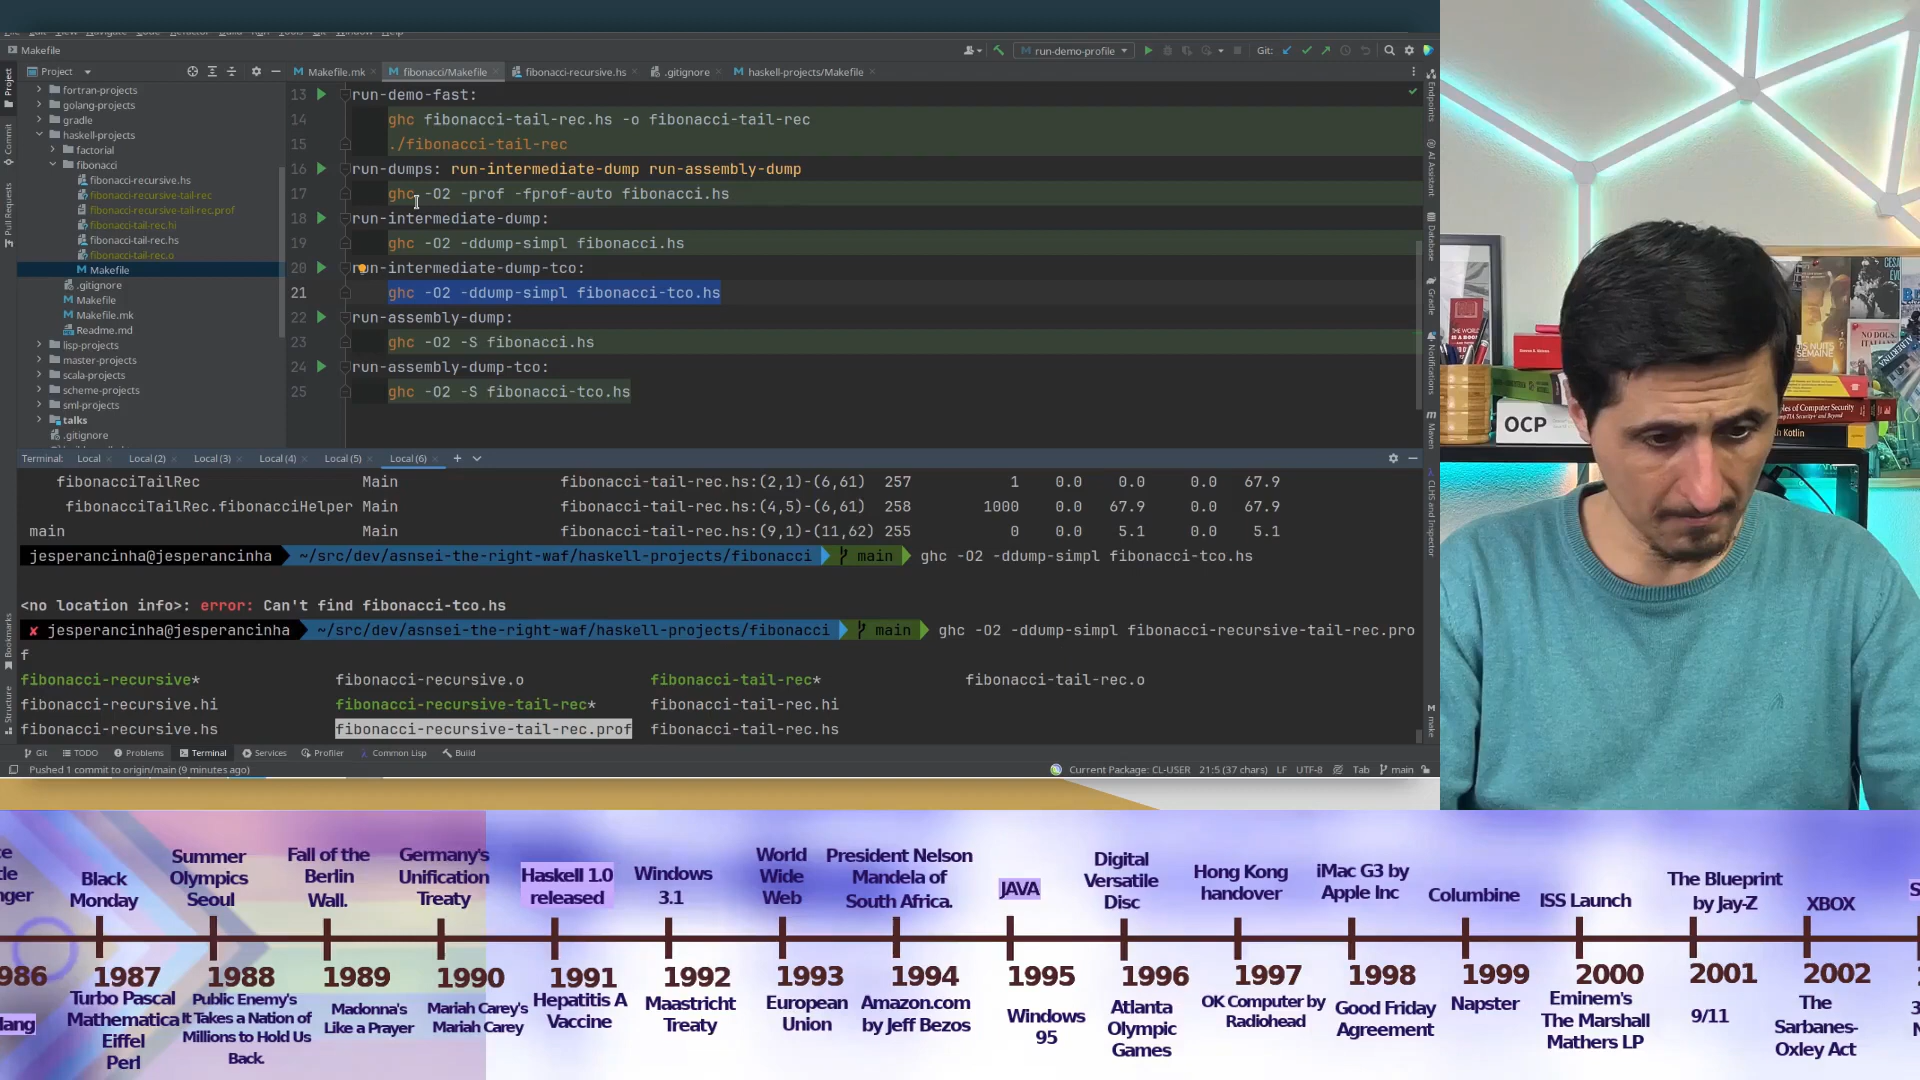 Makefile
run-demo-profile
Git:
Project
Makefile.mk
fibonacci/Makefile
fibonacci-recursive.hs
.gitignore
haskell-projects/Makefile
fortran-projects
golang-projects
gradle
haskell-projects
factorial
fibonacci
fibonacci-recursive.hs
fibonacci-recursive-tail-rec
fibonacci-recursive-tail-rec.prof
fibonacci-tail-rec.hi
fibonacci-tail-rec.hs
fibonacci-tail-rec.o
Makefile
.gitignore
Makefile
Makefile.mk
Readme.md
lisp-projects
master-projects
scala-projects
scheme-projects
sml-projects
talks
.gitignore
13 run-demo-fast:
14 ghc fibonacci-tail-rec.hs -o fibonacci-tail-rec
15 ./fibonacci-tail-rec
16 run-dumps: run-intermediate-dump run-assembly-dump
17 ghc -O2 -prof -fprof-auto fibonacci.hs
18 run-intermediate-dump:
19 ghc -O2 -ddump-simpl fibonacci.hs
20 run-intermediate-dump-tco:
21 ghc -O2 -ddump-simpl fibonacci-tco.hs
22 run-assembly-dump:
23 ghc -O2 -S fibonacci.hs
24 run-assembly-dump-tco:
25 ghc -O2 -S fibonacci-tco.hs
Project
Commit
Pull Requests
Bookmarks
Structure
Endpoints
AI Assistant
Database
Gradle
Notifications
Maven
CLHS and Inspector
make
Terminal: Local Local (2) Local (3) Local (4) Local (5) Local (6)
fibonacciTailRec Main fibonacci-tail-rec.hs:(2,1)-(6,61) 257 1 0.0 0.0 0.0 67.9
fibonacciTailRec.fibonacciHelper Main fibonacci-tail-rec.hs:(4,5)-(6,61) 258 1000 0.0 67.9 0.0 67.9
main Main fibonacci-tail-rec.hs:(9,1)-(11,62) 255 0 0.0 5.1 0.0 5.1
jesperancinha@jesperancinha ~/src/dev/asnsei-the-right-waf/haskell-projects/fibonacci main ghc -O2 -ddump-simpl fibonacci-tco.hs
<no location info>: error: Can't find fibonacci-tco.hs
✘ jesperancinha@jesperancinha ~/src/dev/asnsei-the-right-waf/haskell-projects/fibonacci main ghc -O2 -ddump-simpl fibonacci-recursive-tail-rec.pro
f
fibonacci-recursive* fibonacci-recursive.o fibonacci-tail-rec* fibonacci-tail-rec.o
fibonacci-recursive.hi fibonacci-recursive-tail-rec* fibonacci-tail-rec.hi
fibonacci-recursive.hs fibonacci-recursive-tail-rec.prof fibonacci-tail-rec.hs
Git TODO Problems Terminal Services Profiler Common Lisp Build
Pushed 1 commit to origin/main (9 minutes ago)
Current Package: CL-USER 21:5 (37 chars) LF UTF-8 Tab main
OCP
Kotlin
of Computer Security
Black
Monday
Summer
Olympics
Seoul
Fall of the
Berlin
Wall.
Germany's
Unification
Treaty
Haskell 1.0
released
Windows
3.1
World
Wide
Web
President Nelson
Mandela of
South Africa.
JAVA
Digital
Versatile
Disc
Hong Kong
handover
iMac G3 by
Apple Inc
Columbine
ISS Launch
The Blueprint
by Jay-Z
XBOX
986 1987 1988 1989 1990 1991 1992 1993 1994 1995 1996 1997 1998 1999 2000 2001 2002
lang
Turbo Pascal
Mathematica
Eiffel
Perl
Public Enemy's
It Takes a Nation of
Millions to Hold Us
Back.
Madonna's
Like a Prayer
Mariah Carey's
Mariah Carey
Hepatitis A
Vaccine
Maastricht
Treaty
European
Union
Amazon.com
by Jeff Bezos
Windows
95
Atlanta
Olympic
Games
OK Computer by
Radiohead
Good Friday
Agreement
Napster
Eminem's
The Marshall
Mathers LP
9/11
The
Sarbanes-
Oxley Act